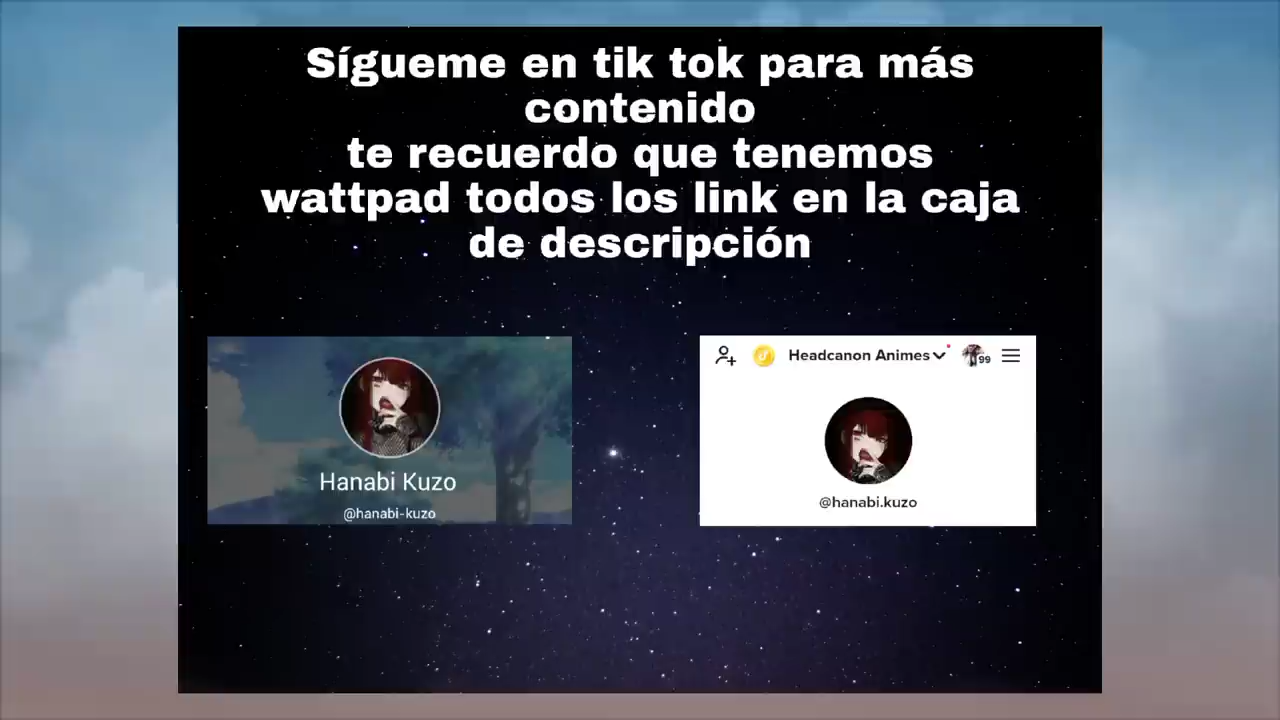 Sígueme en tik tok para más
contenido
te recuerdo que tenemos
wattpad todos los link en la caja
de descripción
Headcanon Animes
99
Hanabi Kuzo
@hanabi-kuzo
@hanabi.kuzo